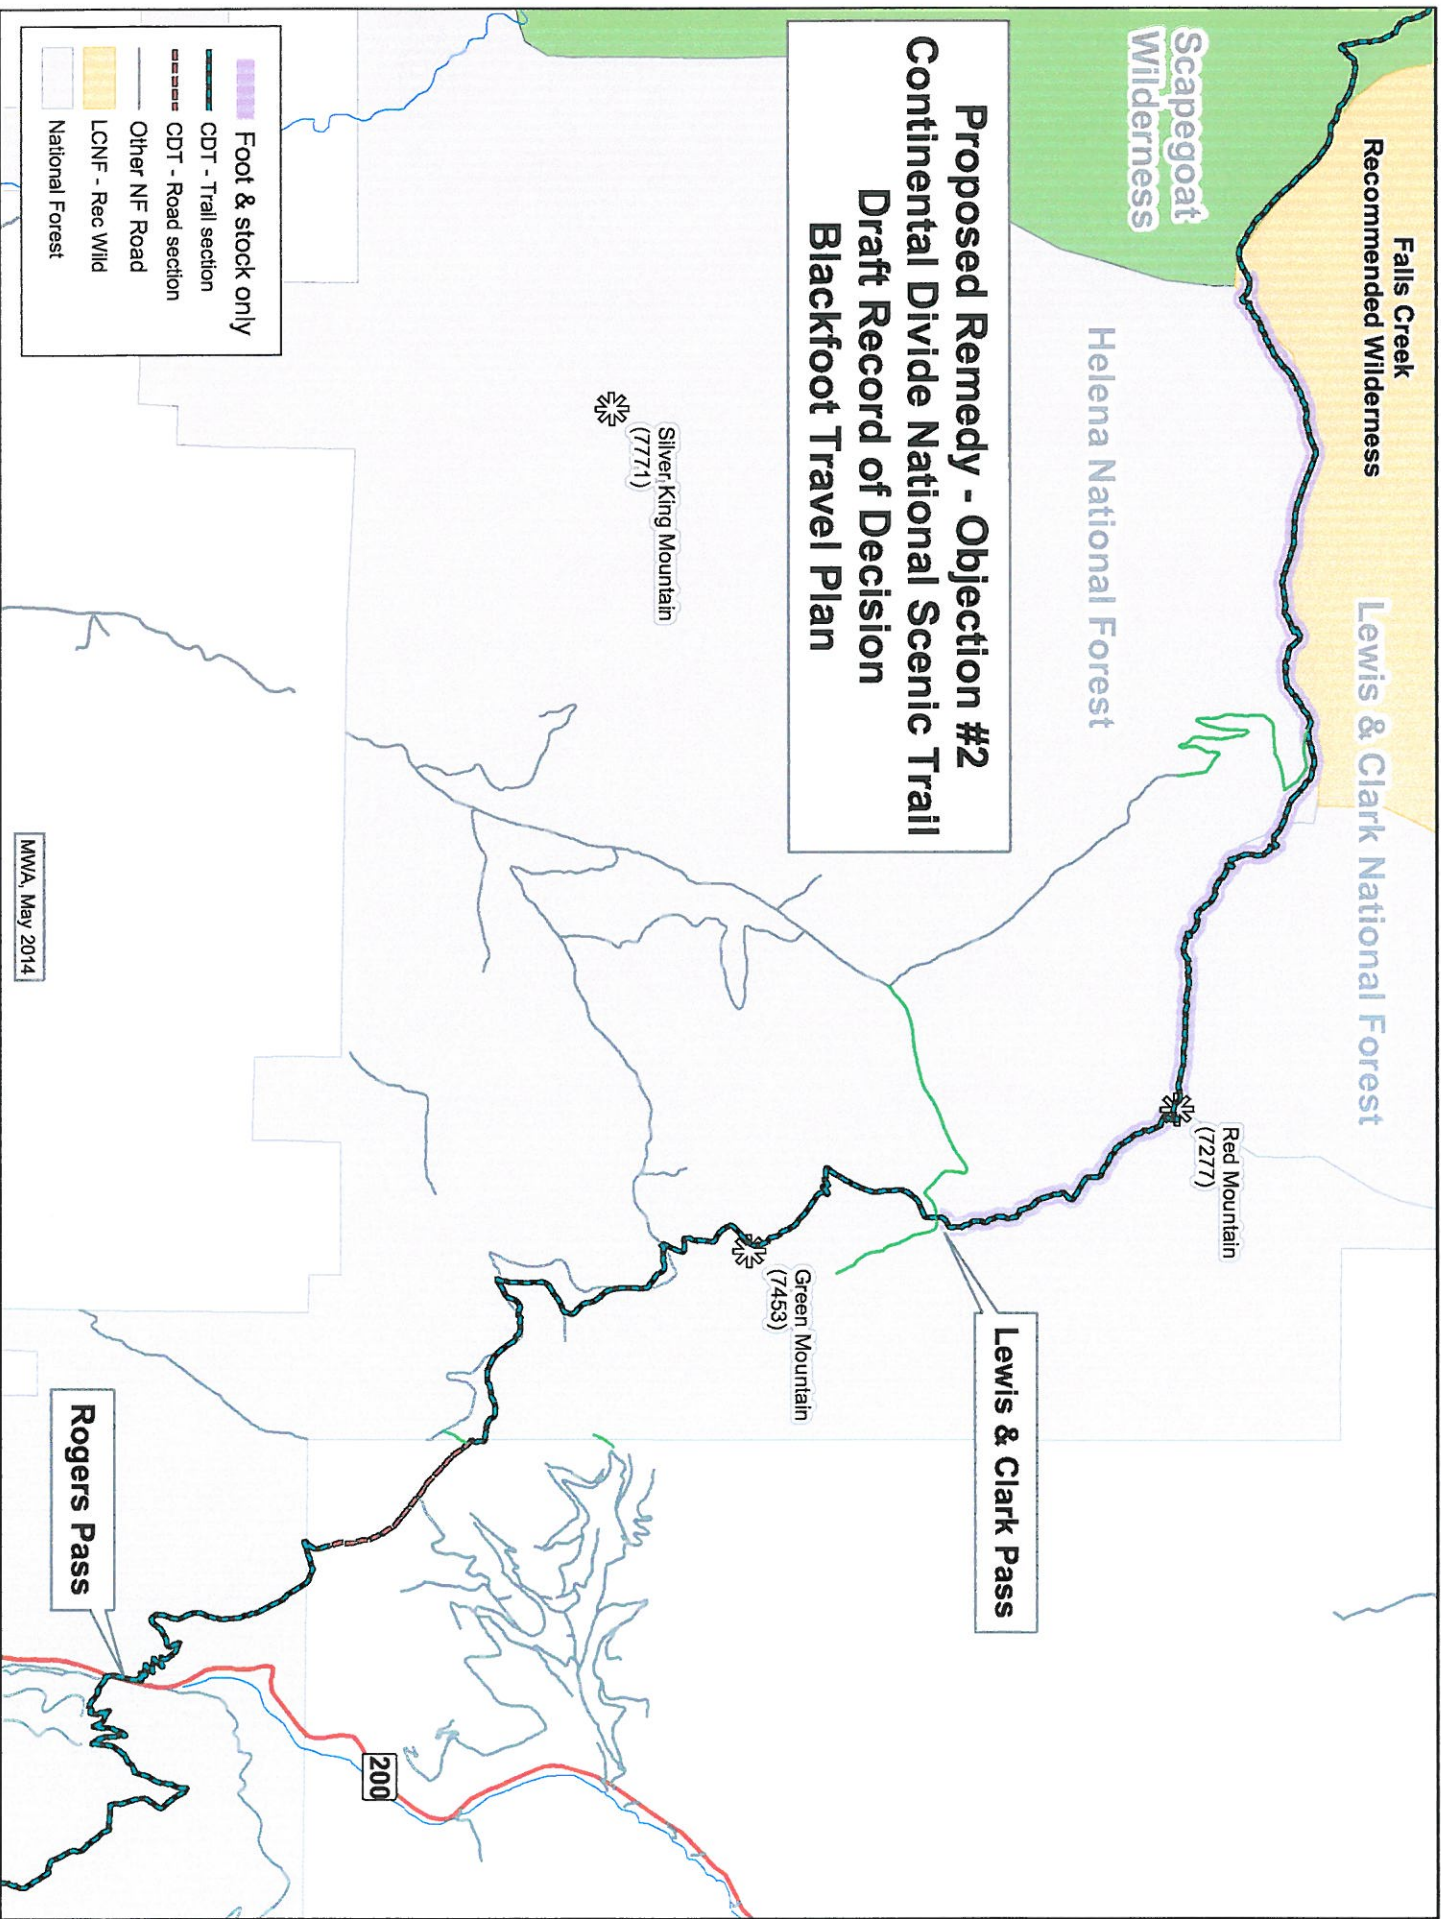 Falls Creek
Recommended Wilderness
Scapegoat
Wilderness
Lewis & Clark National Forest
Helena National Forest
Proposed Remedy - Objection #2
Continental Divide National Scenic Trail
Draft Record of Decision
Blackfoot Travel Plan
Red Mountain
(7277)
Lewis & Clark Pass
Green Mountain
(7453)
Silver King Mountain
(7771)
Rogers Pass
200
Foot & stock only
CDT - Trail section
CDT - Road section
Other NF Road
LCNF - Rec Wild
National Forest
MWA, May 2014